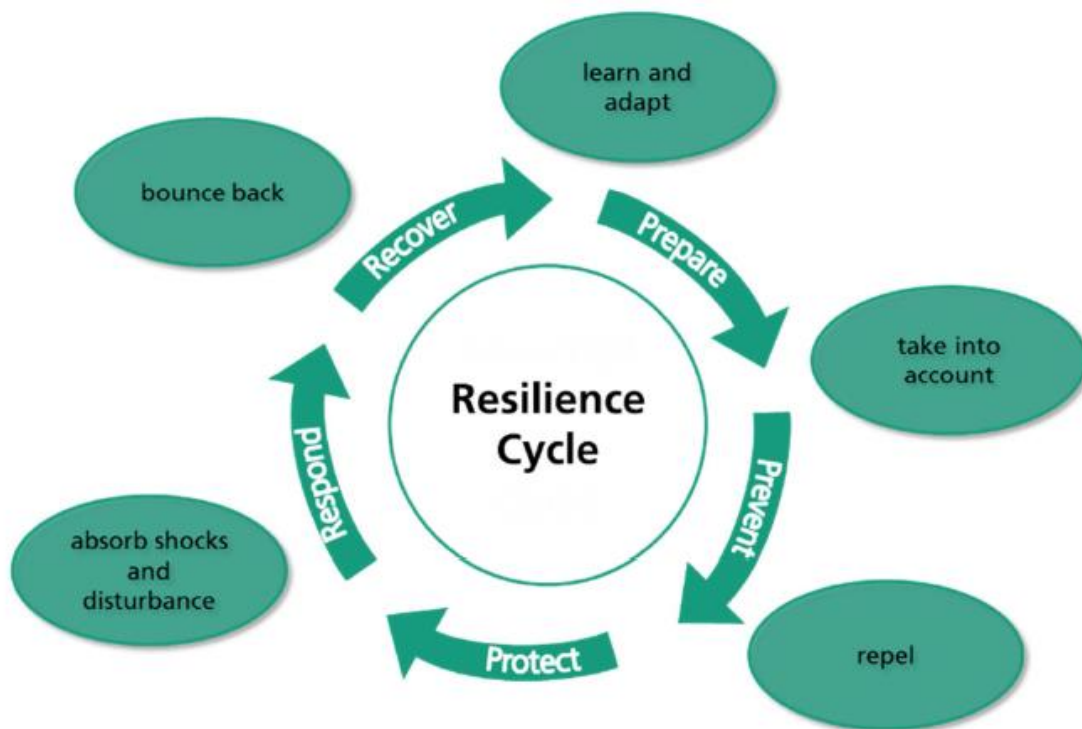 learn and
adapt
bounce back
Recover
Prepare
take into
account
Resilience
Cycle
Respond
Prevent
absorb shocks
and
disturbance
Protect
repel